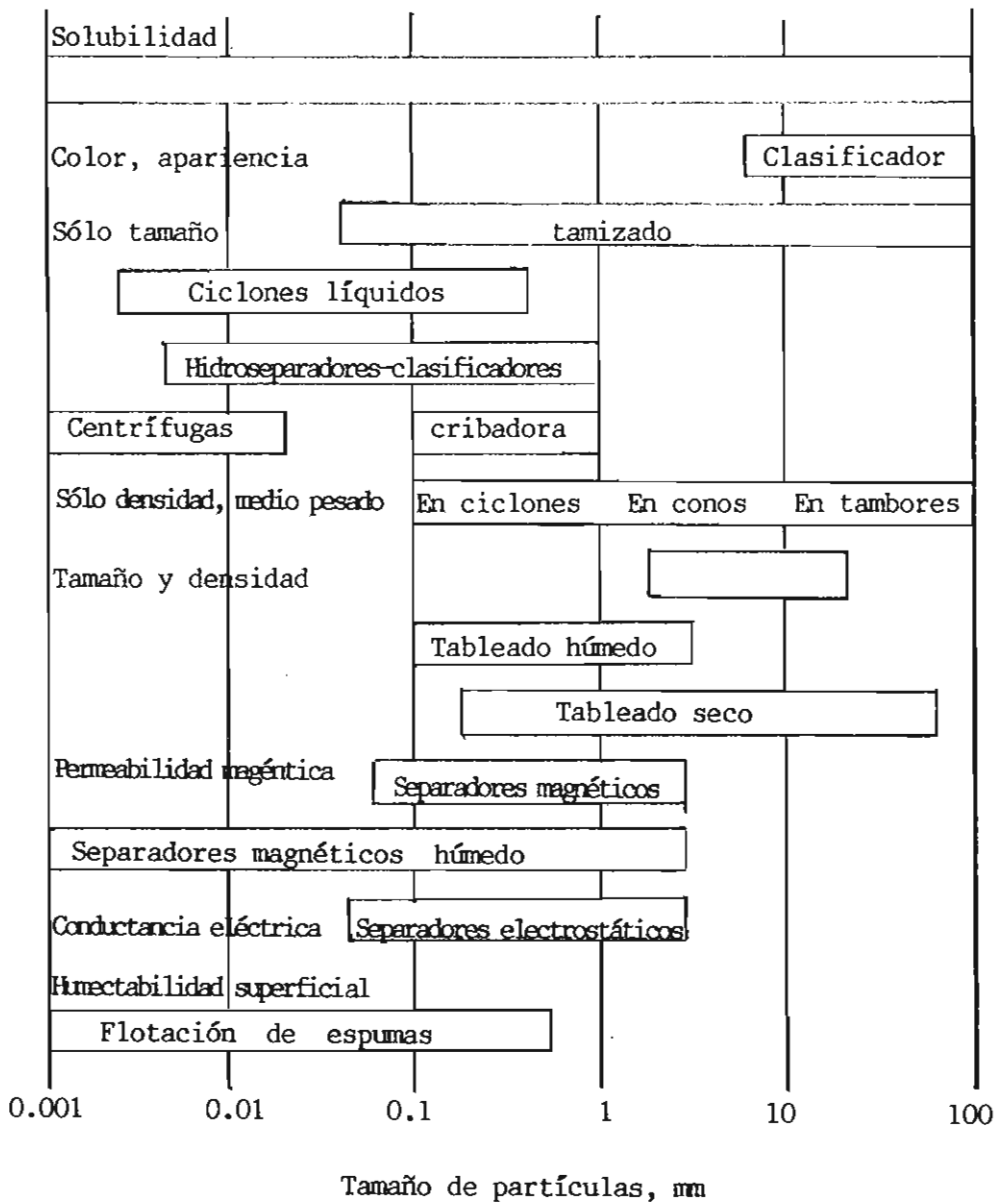 Solubilidad
Color, apariencia Clasificador
Sólo tamaño tamizado
Ciclones líquidos
Hidroseparadores-clasificadores
Centrífugas cribadora
Sólo densidad, medio pesado En ciclones En conos En tambores
Tamaño y densidad
Tableado húmedo
Tableado seco
Permeabilidad magéntica Separadores magnéticos
Separadores magnéticos húmedo
Conductancia eléctrica Separadores electrostáticos
Humectabilidad superficial
Flotación de espumas
0.001 0.01 0.1 1 10 100
Tamaño de partículas, mm